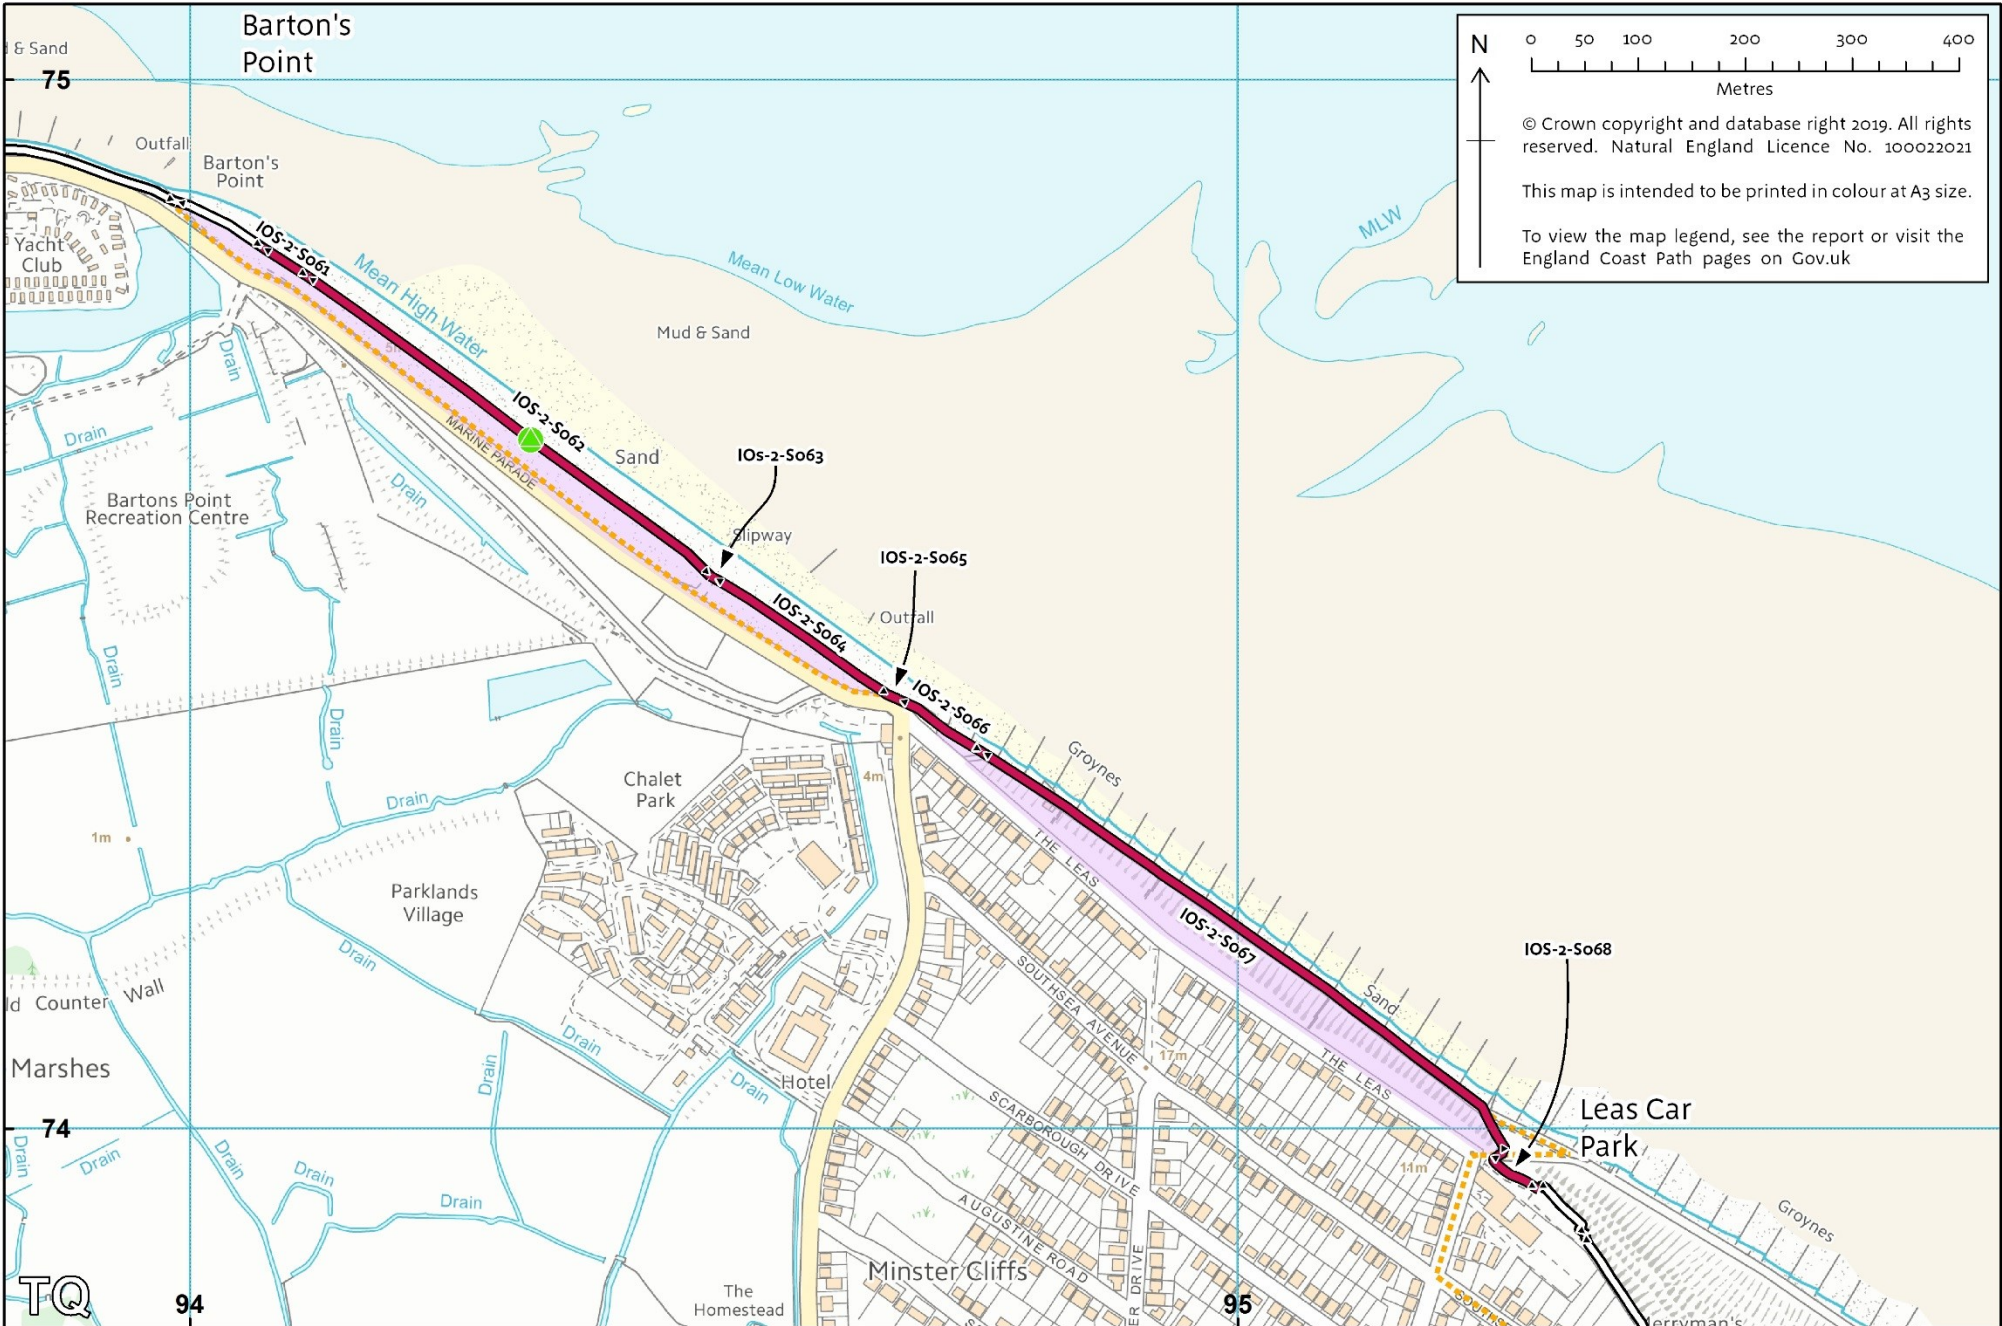 Barton's
Point
N
0 50 100 200 300 400
Metres
© Crown copyright and database right 2019. All rights
reserved. Natural England Licence No. 100022021
This map is intended to be printed in colour at A3 size.
To view the map legend, see the report or visit the
England Coast Path pages on Gov.uk
& Sand
75
Outfall
Barton's
Point
Yacht
Club
IOS-2-S061
Mean High Water
Mean Low Water
MLW
Mud & Sand
Drain
5m
IOS-2-S062
MARINE PARADE
Sand
Drain
IOs-2-S063
Bartons Point
Recreation Centre
Drain
Slipway
IOS-2-S065
IOS-2-S064
Outfall
Drain
IOS-2-S066
Drain
Groynes
Chalet
Park
4m
Drain
1m
THE LEAS
Parklands
Village
IOS-2-S067
IOS-2-S068
Drain
SOUTHSEA AVENUE
ld Counter Wall
Sand
Drain
Marshes
Drain
Hotel
Drain
17m
THE LEAS
SCARBOROUGH DRIVE
Leas Car
Park
74
Drain
Drain
Drain
Drain
11m
Drain
AUGUSTINE ROAD
Groynes
Minster Cliffs
ER DRIVE
The
Homestead
TQ
94
95
SOUTHS
Merryman's